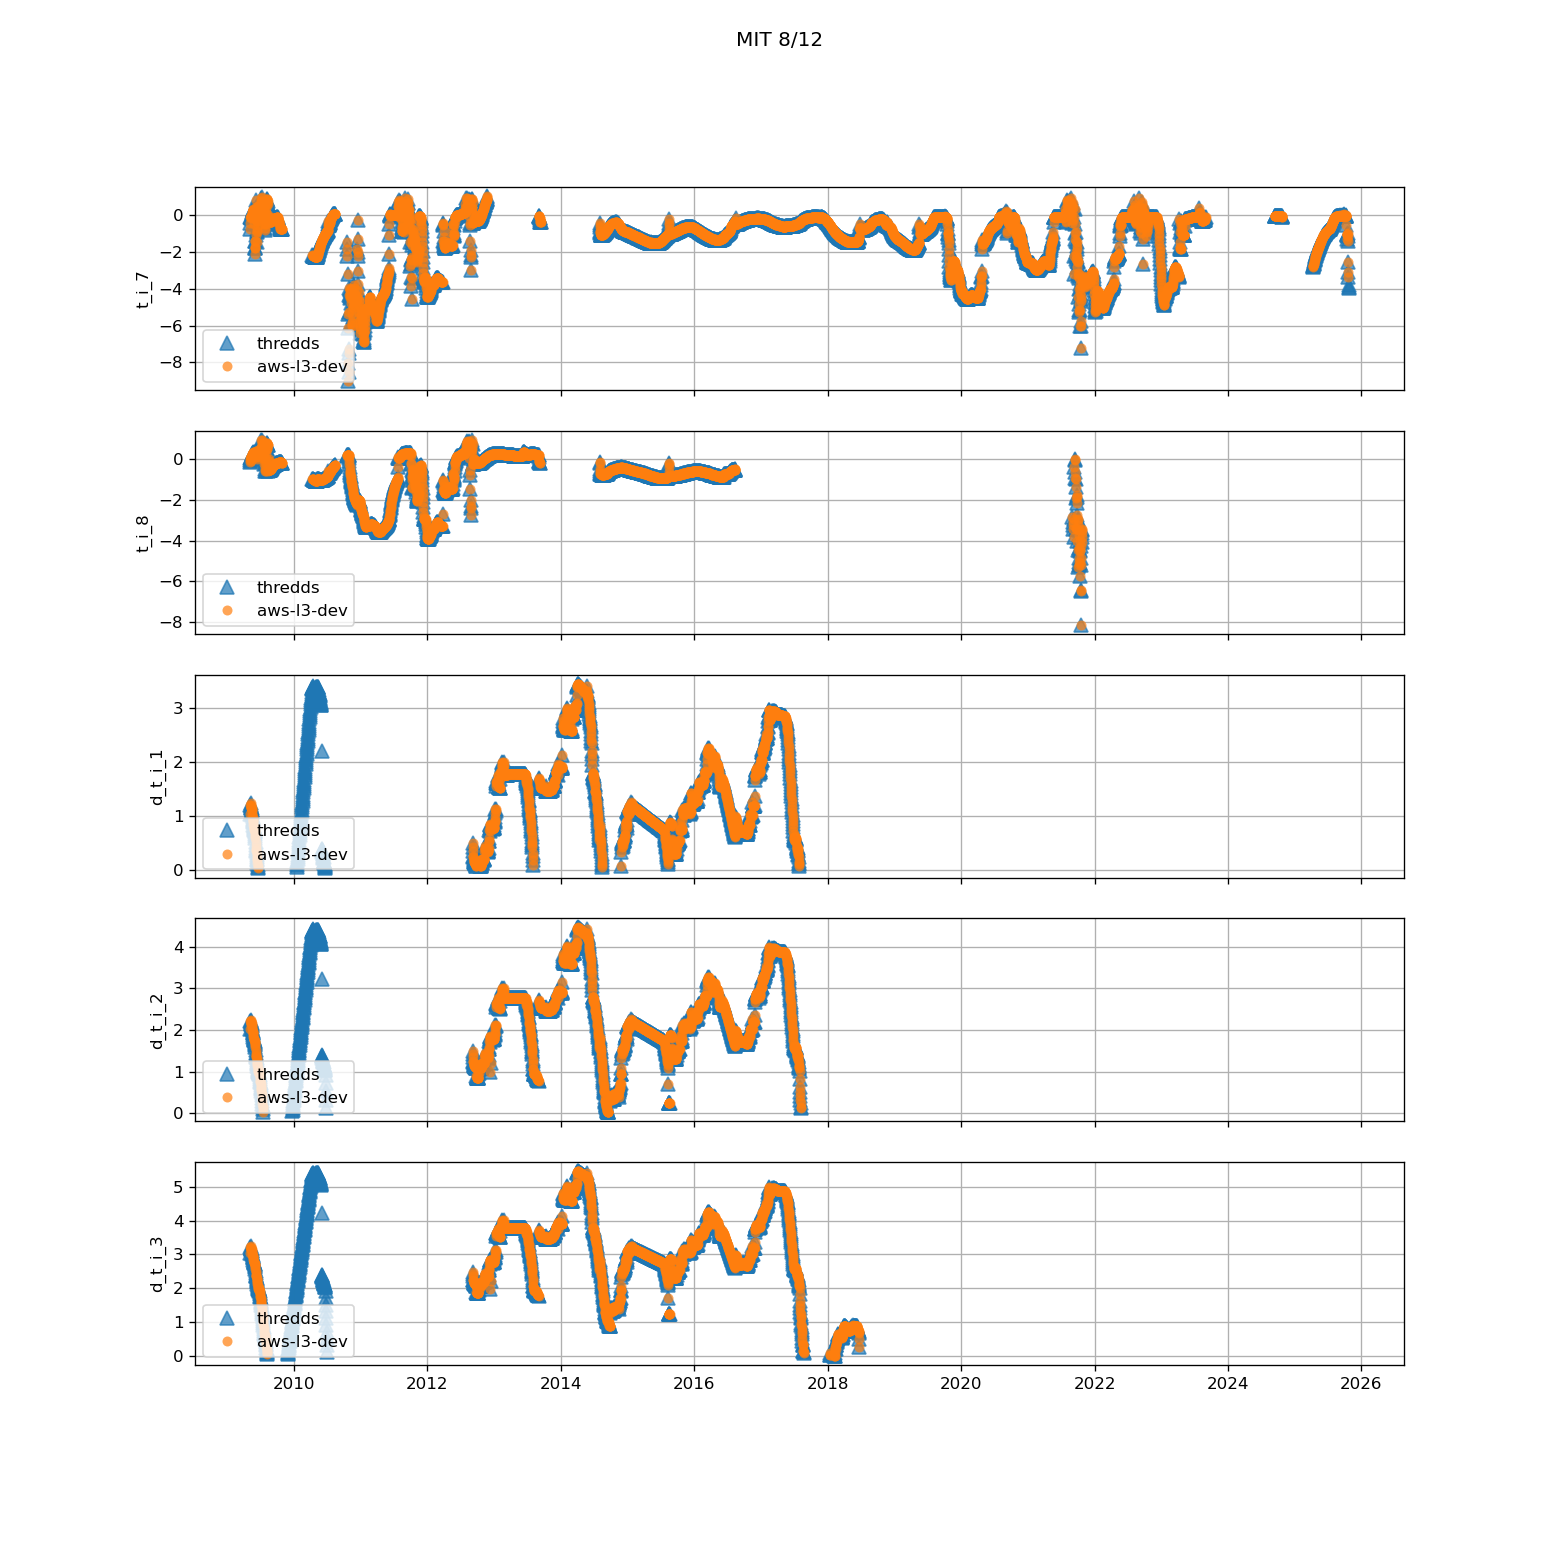 MIT 8/12
0
−2
−4
−6
−8
t_i_7
thredds
aws-l3-dev
0
−2
−4
−6
−8
t_i_8
thredds
aws-l3-dev
3
2
1
0
d_t_i_1
thredds
aws-l3-dev
4
3
2
1
0
d_t_i_2
thredds
aws-l3-dev
5
4
3
2
1
0
d_t_i_3
thredds
aws-l3-dev
2010 2012 2014 2016 2018 2020 2022 2024 2026